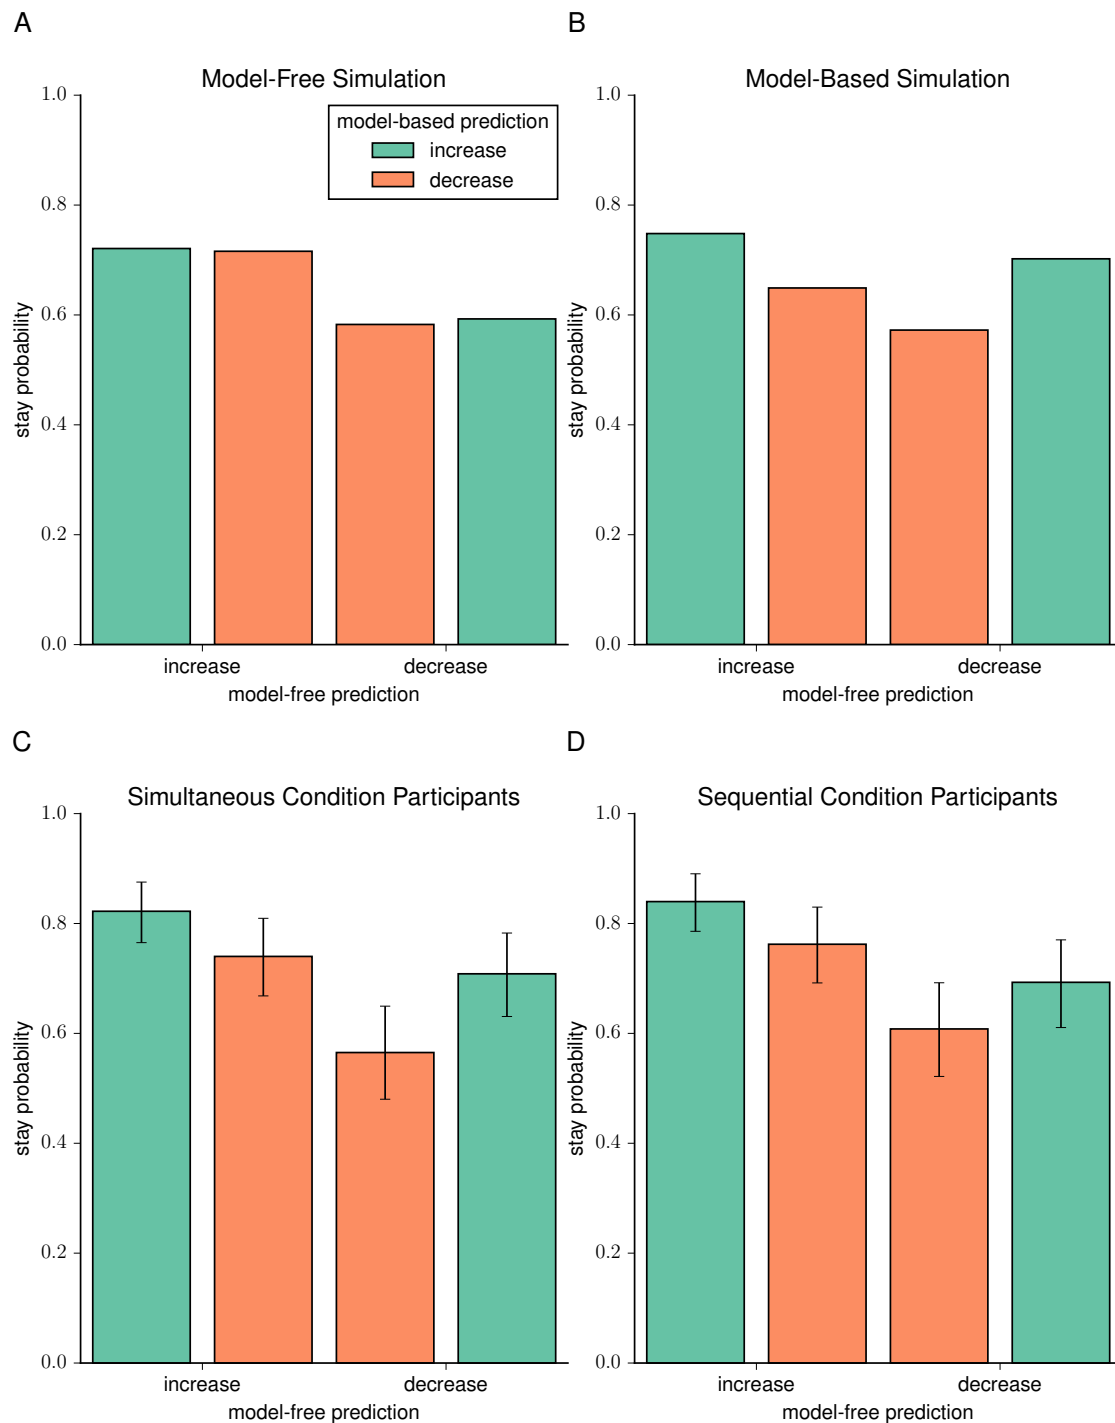 A
Model-Free Simulation
1.0
0.8
0.6
0.4
0.2
0.0
stay probability
model-based prediction
increase
decrease
increase
decrease
model-free prediction
B
Model-Based Simulation
1.0
0.8
0.6
0.4
0.2
0.0
stay probability
increase
decrease
model-free prediction
C
Simultaneous Condition Participants
1.0
0.8
0.6
0.4
0.2
0.0
stay probability
increase
decrease
model-free prediction
D
Sequential Condition Participants
1.0
0.8
0.6
0.4
0.2
0.0
stay probability
increase
decrease
model-free prediction